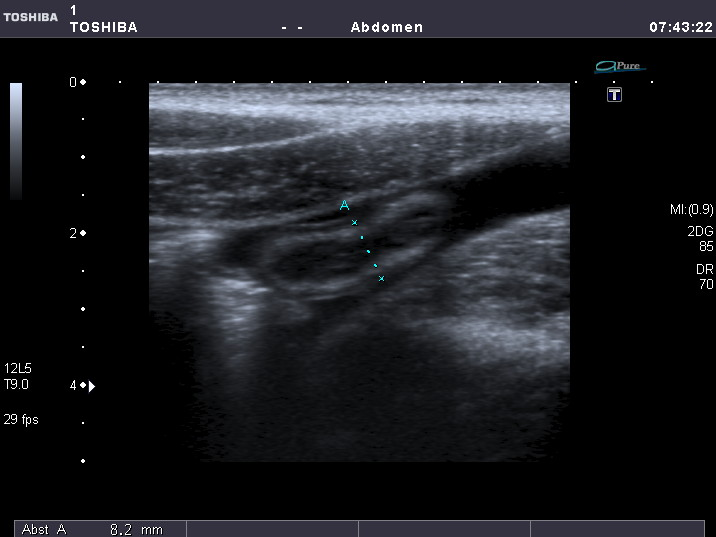 TOSHIBA
1
TOSHIBA - - Abdomen 07:43:22
Pure
T
0
A
MI:(0.9)
2DG
85
DR
70
2
12L5
T9.0
4
29 fps
Abst A 8.2 mm